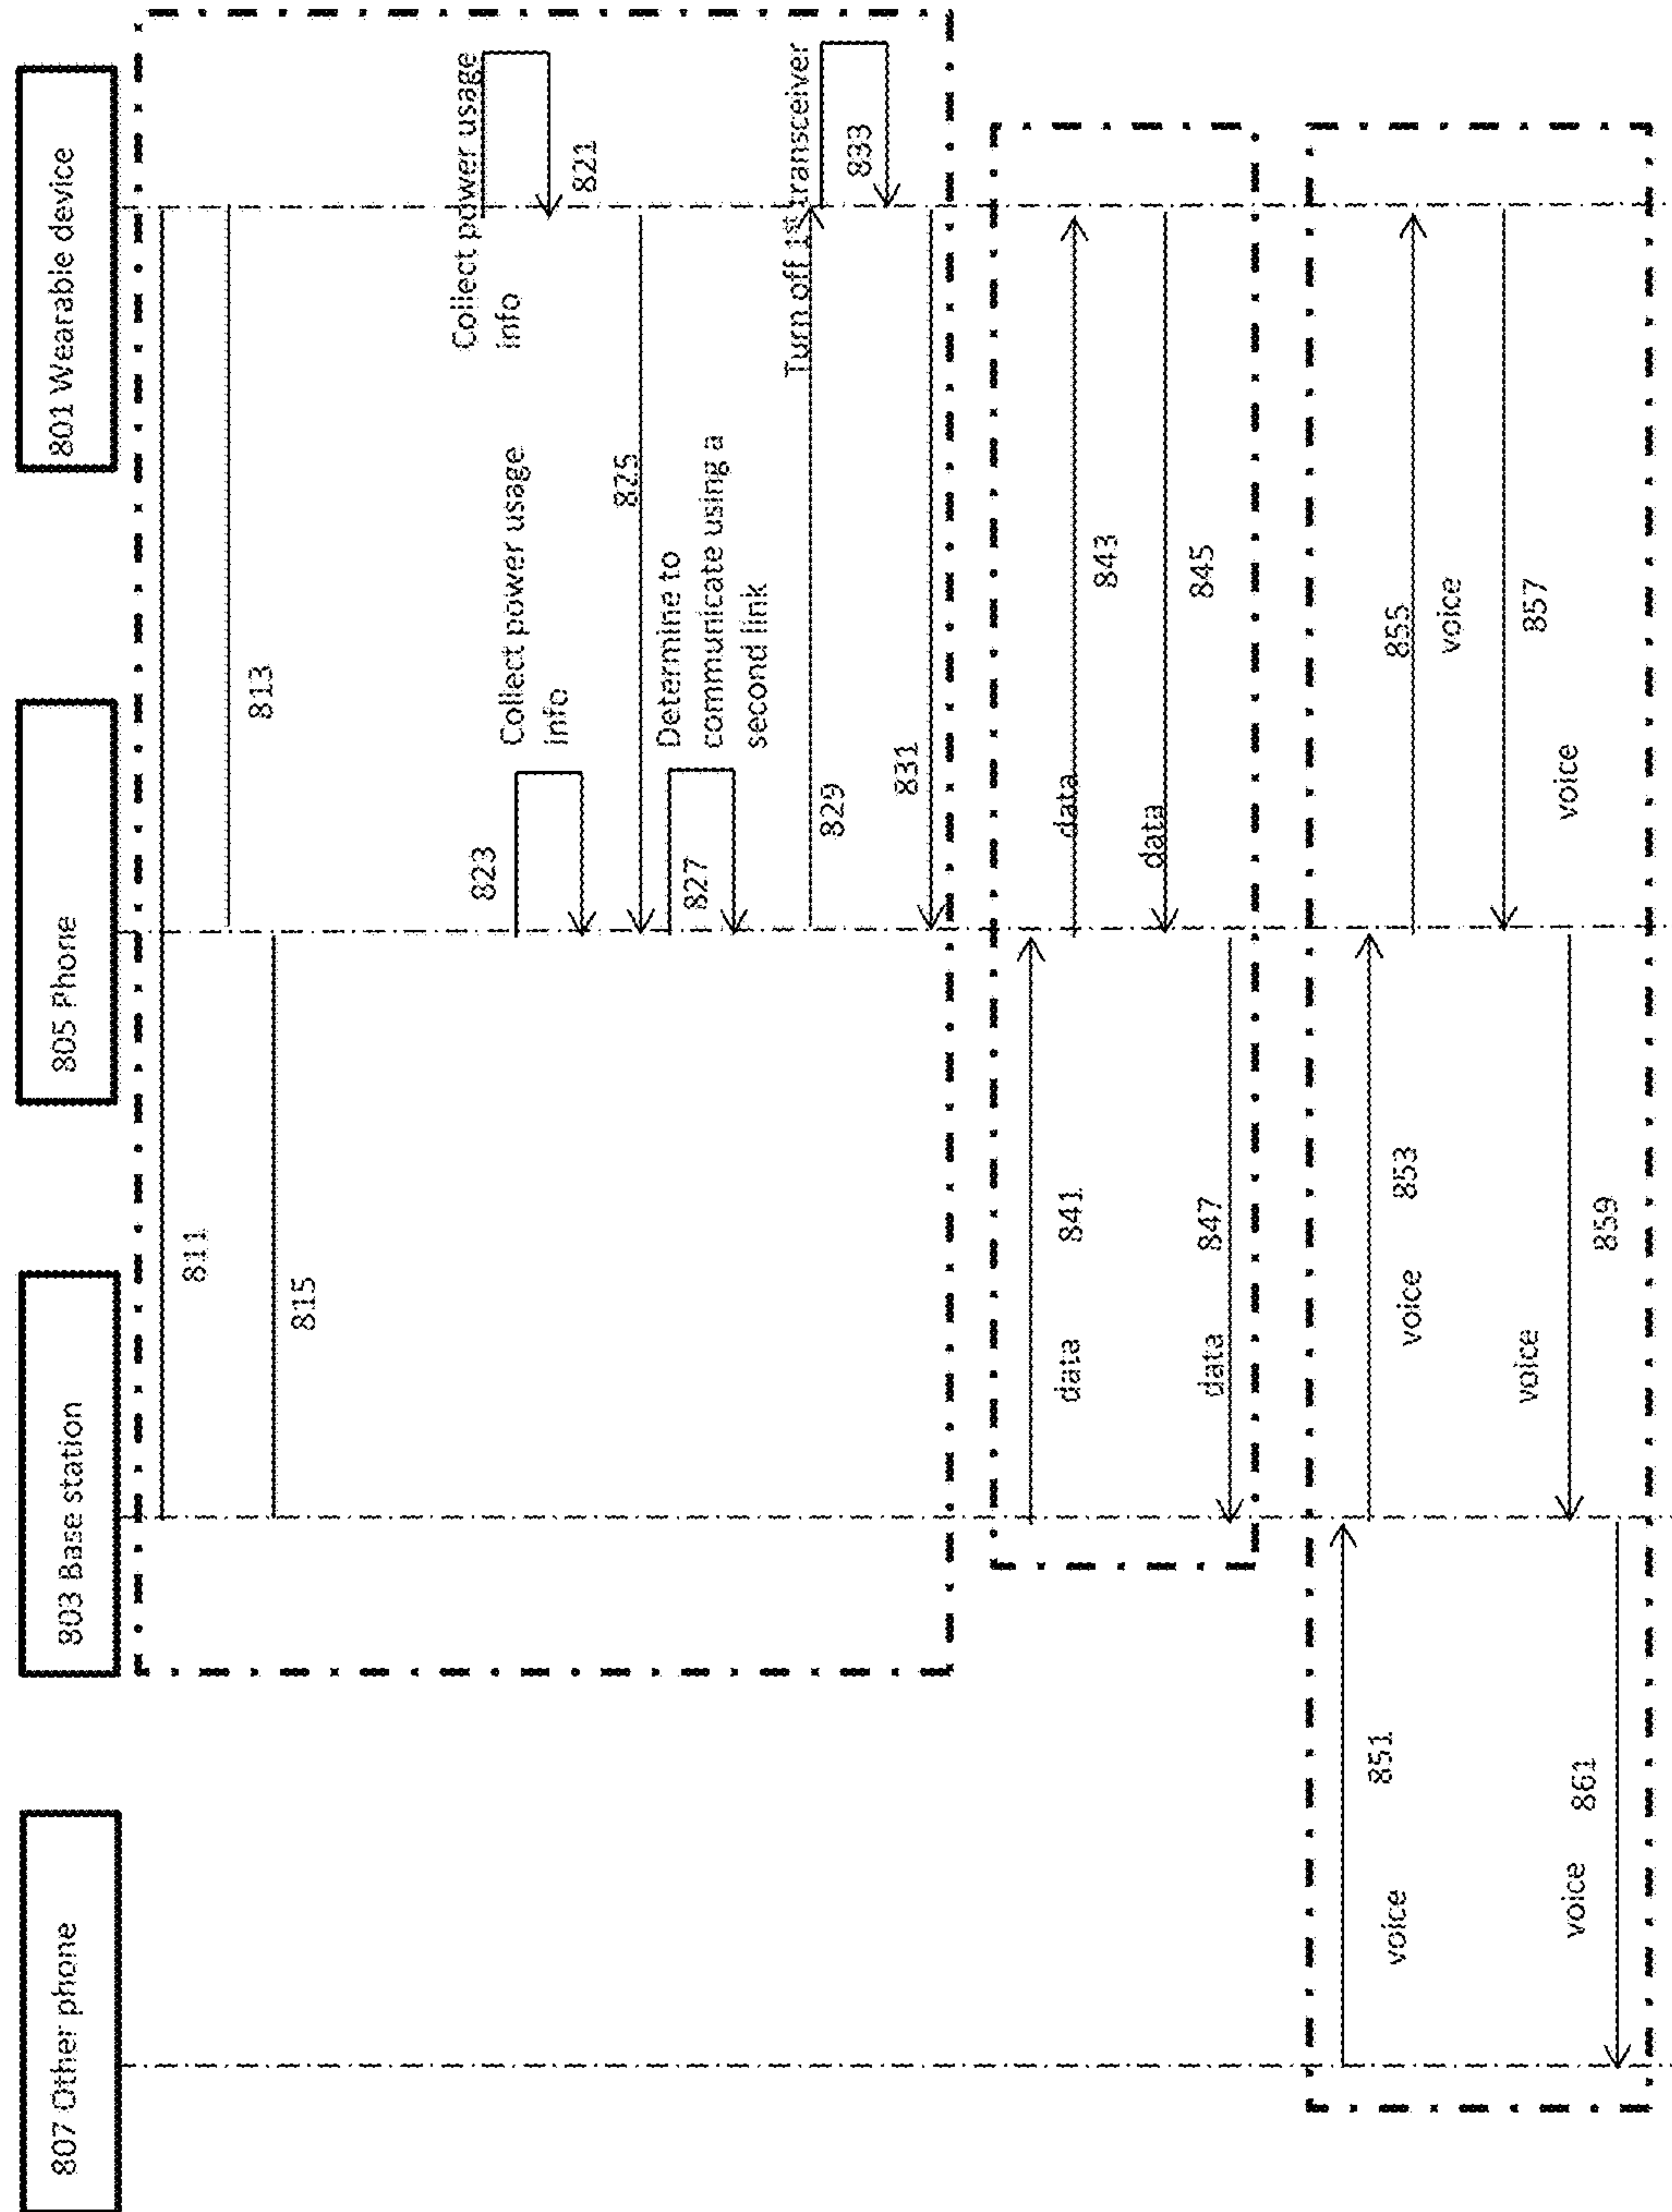 807 Other phone
803 Base station
805 Phone
801 Wearable device
811
813
815
Collect power usage
info
821
823
Collect power usage
info
825
827
Determine to
communicate using a
second link
829
Turn off 1st transceiver
833
831
data
841
data
843
data
845
data
847
voice
851
voice
853
855
voice
857
voice
voice
859
voice
861